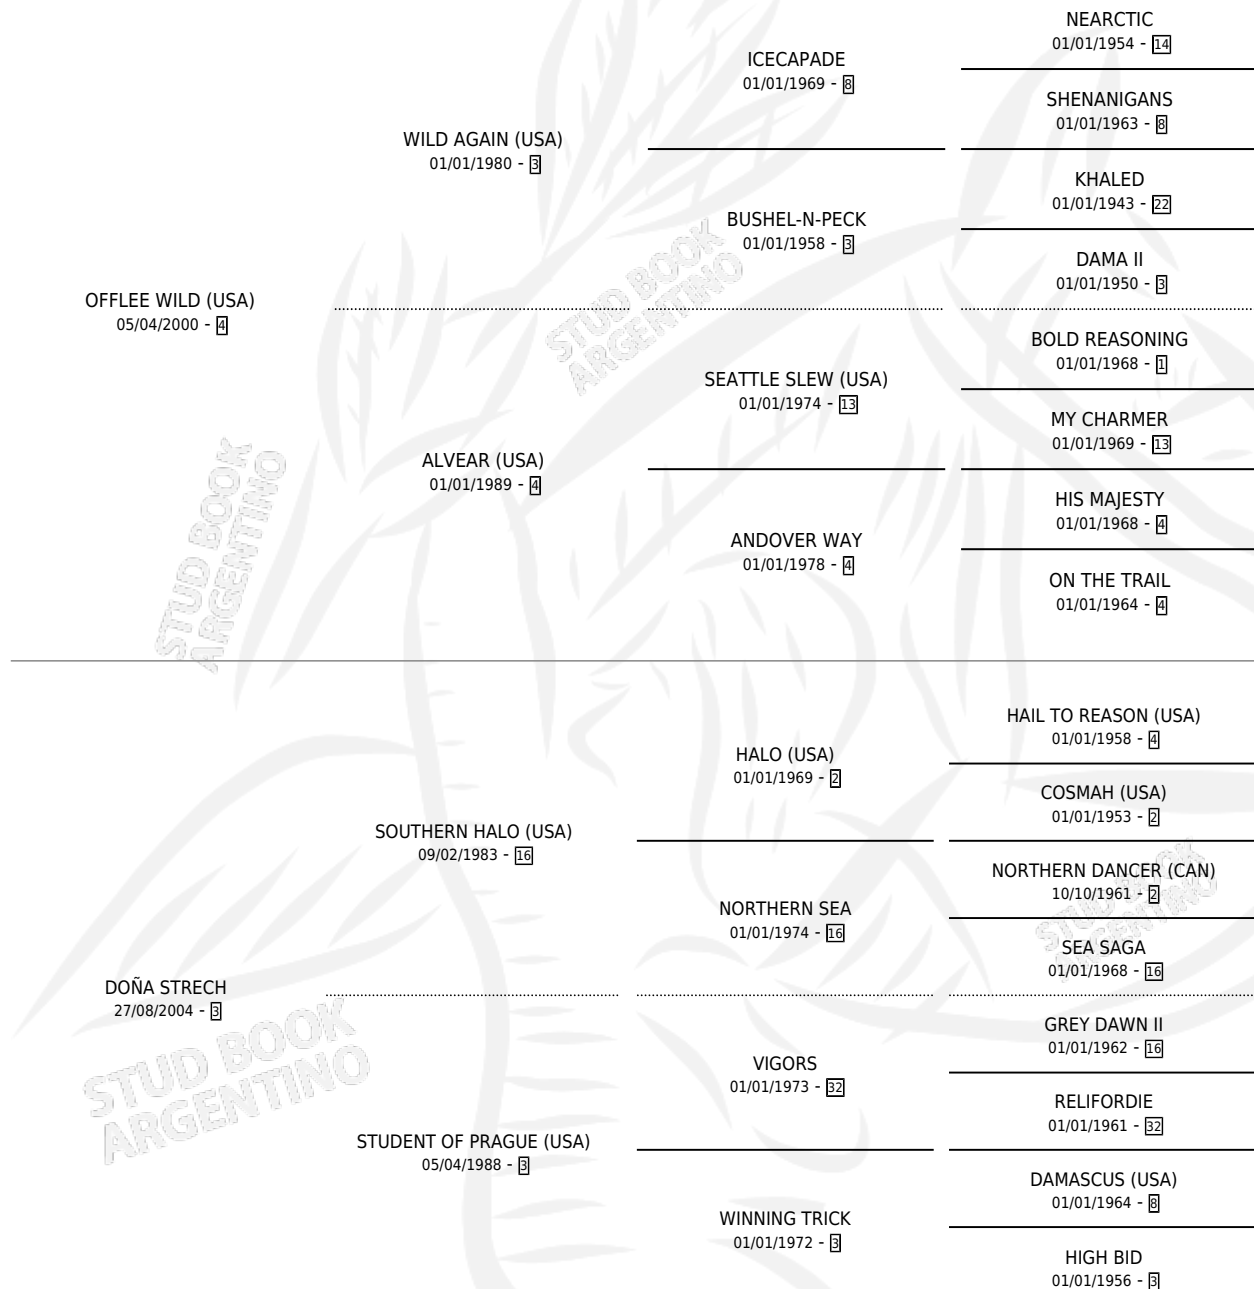 NEARCTIC
01/01/1954 - 14
ICECAPADE
01/01/1969 - 8
SHENANIGANS
01/01/1963 - 8
WILD AGAIN (USA)
01/01/1980 - 3
KHALED
01/01/1943 - 22
BUSHEL-N-PECK
01/01/1958 - 3
DAMA II
01/01/1950 - 3
OFFLEE WILD (USA)
05/04/2000 - 4
BOLD REASONING
01/01/1968 - 1
SEATTLE SLEW (USA)
01/01/1974 - 13
MY CHARMER
01/01/1969 - 13
ALVEAR (USA)
01/01/1989 - 4
HIS MAJESTY
01/01/1968 - 4
ANDOVER WAY
01/01/1978 - 4
ON THE TRAIL
01/01/1964 - 4
HAIL TO REASON (USA)
01/01/1958 - 4
HALO (USA)
01/01/1969 - 2
COSMAH (USA)
01/01/1953 - 2
SOUTHERN HALO (USA)
09/02/1983 - 16
NORTHERN DANCER (CAN)
10/10/1961 - 2
NORTHERN SEA
01/01/1974 - 16
SEA SAGA
01/01/1968 - 16
DOÑA STRECH
27/08/2004 - 3
GREY DAWN II
01/01/1962 - 16
VIGORS
01/01/1973 - 32
RELIFORDIE
01/01/1961 - 32
STUDENT OF PRAGUE (USA)
05/04/1988 - 3
DAMASCUS (USA)
01/01/1964 - 8
WINNING TRICK
01/01/1972 - 3
HIGH BID
01/01/1956 - 3
STUD BOOK
ARGENTINO
STUD BOOK
ARGENTINO
STUD BOOK
ARGENTINO
STUD BOOK
ARGENTINO